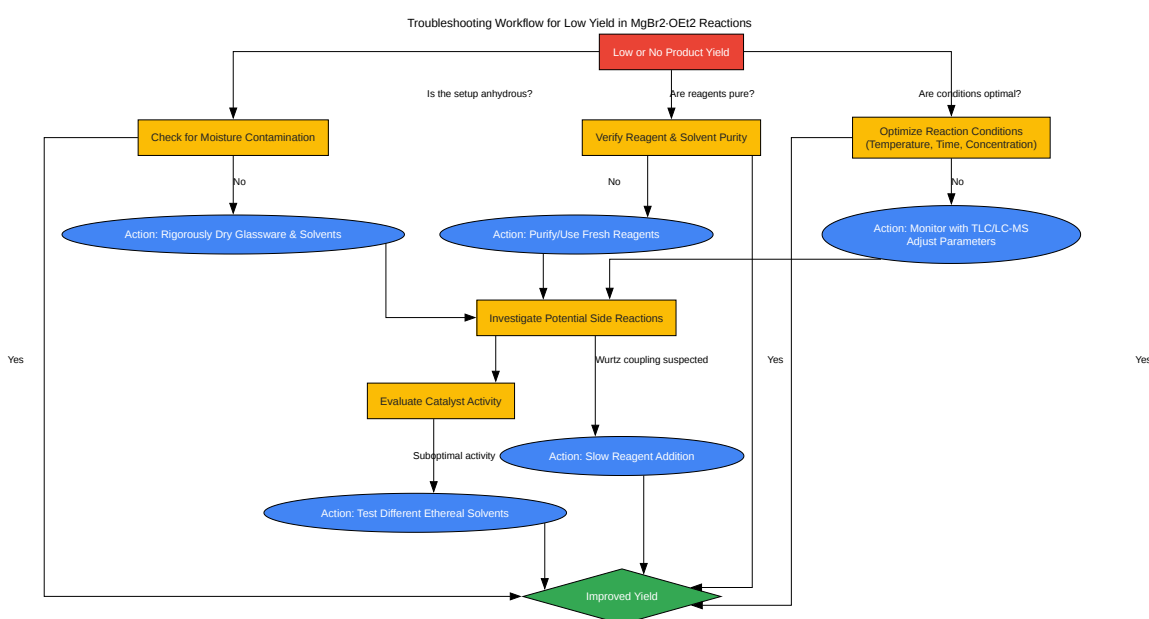 Troubleshooting Workflow for Low Yield in MgBr2·OEt2 Reactions
Low or No Product Yield
Is the setup anhydrous?
Are reagents pure?
Are conditions optimal?
Check for Moisture Contamination
Verify Reagent & Solvent Purity
Optimize Reaction Conditions
(Temperature, Time, Concentration)
No
No
No
Action: Rigorously Dry Glassware & Solvents
Action: Purify/Use Fresh Reagents
Action: Monitor with TLC/LC-MS
Adjust Parameters
Investigate Potential Side Reactions
Yes
Wurtz coupling suspected
Yes
Yes
Evaluate Catalyst Activity
Suboptimal activity
Action: Slow Reagent Addition
Action: Test Different Ethereal Solvents
Improved Yield